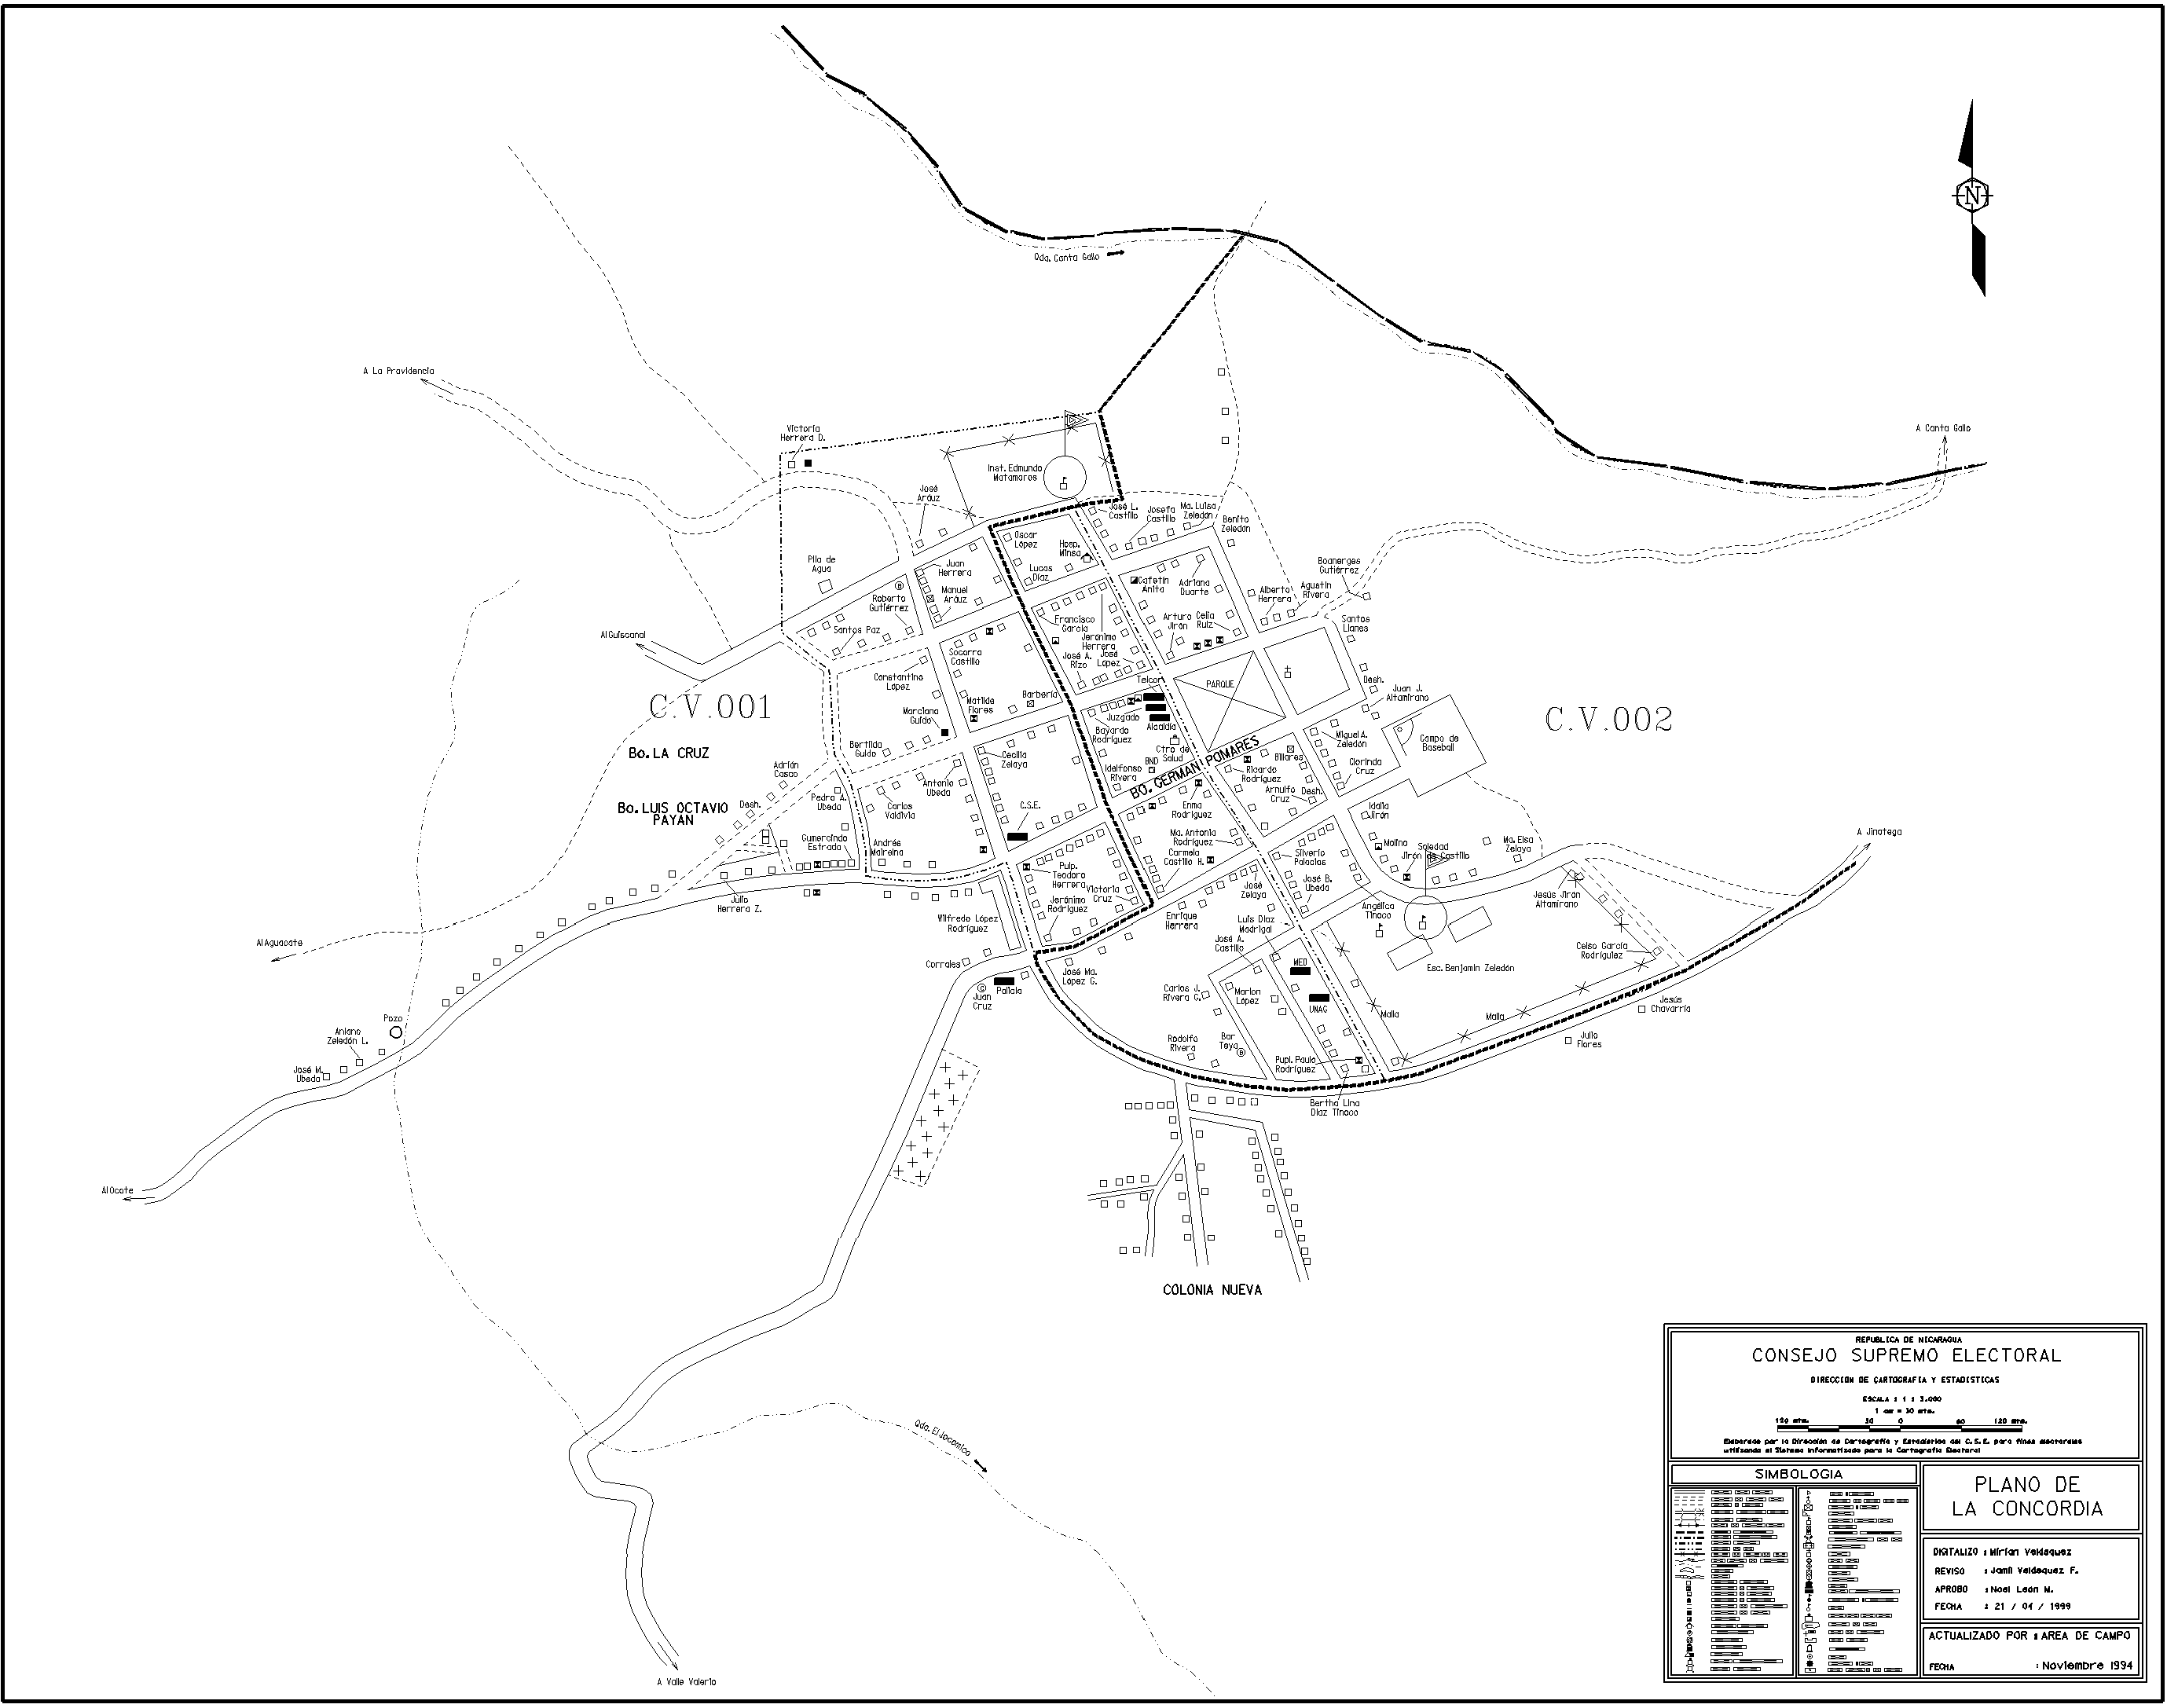 N
Qda. Canta Gallo
A La Providencia
A Canta Gallo
Victoria
Herrera D.
Inst. Edmundo
Matamoros
José
Aráuz
José L.
Castillo
Josefa
Castillo
Ma. Luisa
Zeledón
Benito
Zeledón
Oscar
López
Hosp.
Minsa
Pila de
Agua
Juan
Herrera
Lucas
Díaz
Cafetín
Anita
Adriana
Duarte
Boanerges
Gutiérrez
Roberto
Gutiérrez
Manuel
Aráuz
Alberto
Herrera
Agustín
Rivera
Santos Paz
Francisco
García
Arturo
Jirón
Celia
Ruiz
Santos
Llanes
Al Guiscanal
Jerónimo
Herrera
Socorro
Castillo
José A.
Rizo
José
López
Constantino
López
Telcor
PARQUE
Desh.
Juan J.
Altamirano
C.V.001
Matilde
Flores
Barbería
Marciana
Guido
Juzgado
Alcaldía
C.V.002
Bayardo
Rodríguez
Miguel A.
Zeledón
Campo de
Baseball
Bo. LA CRUZ
Bertilda
Guido
Cecilia
Zelaya
Ctro de
Salud
BO. GERMAN POMARES
Billares
Adrián
Casco
Antonio
Ubeda
Idelfonso
Rivera
BND
Ricardo
Rodríguez
Clorinda
Cruz
Bo. LUIS OCTAVIO
PAYAN
Desh.
Pedro A.
Ubeda
Carlos
Valdivia
C.S.E.
Enma
Rodríguez
Arnulfo
Cruz
Desh.
Idalia
Jirón
Gumercindo
Estrada
Andrés
Mairena
Ma. Antonia
Rodríguez
Molino
Soledad
Jirón de Castillo
Ma. Elsa
Zelaya
A Jinotega
Pulp.
Teodoro
Herrera
Carmela
Castillo H.
Silverio
Palacios
Victoria
Cruz
José
Zelaya
José B.
Ubeda
Jesús Jirón
Altamirano
Julio
Herrera Z.
Jerónimo
Rodríguez
Wilfredo López
Rodríguez
Enrique
Herrera
Luis Díaz
Madrigal
Angélica
Tinoco
Al Aguacate
José A.
Castillo
Celso García
Rodríguez
Corrales
José Ma.
López G.
MED
Esc. Benjamín Zeledón
Juan
Cruz
Policía
Carlos J.
Rivera G.
Marlon
López
UNAG
Malla
Malla
Jesús
Chavarría
Pozo
Aniano
Zeledón L.
Rodolfo
Rivera
Bar
Teya
Julio
Flores
José M.
Ubeda
Pupl. Paula
Rodríguez
Bertha Lina
Díaz Tinoco
Al Ocote
COLONIA NUEVA
Qda. El Jocomico
A Valle Valerio
REPUBLICA DE NICARAGUA
CONSEJO SUPREMO ELECTORAL
DIRECCION DE CARTOGRAFIA Y ESTADISTICAS
ESCALA : 1 : 3,000
1 cm = 30 mts.
120 mts. 30 0 60 120 mts.
Elaborado por la Dirección de Cartografía y Estadística del C.S.E. para fines electorales
utilizando el Sistema Informatizado para la Cartografía Electoral
SIMBOLOGIA
PLANO DE
LA CONCORDIA
DIGITALIZO : Mirian Velásquez
REVISO : Jamil Velásquez F.
APROBO : Noel León M.
FECHA : 21 / 04 / 1999
ACTUALIZADO POR : AREA DE CAMPO
FECHA : Noviembre 1994